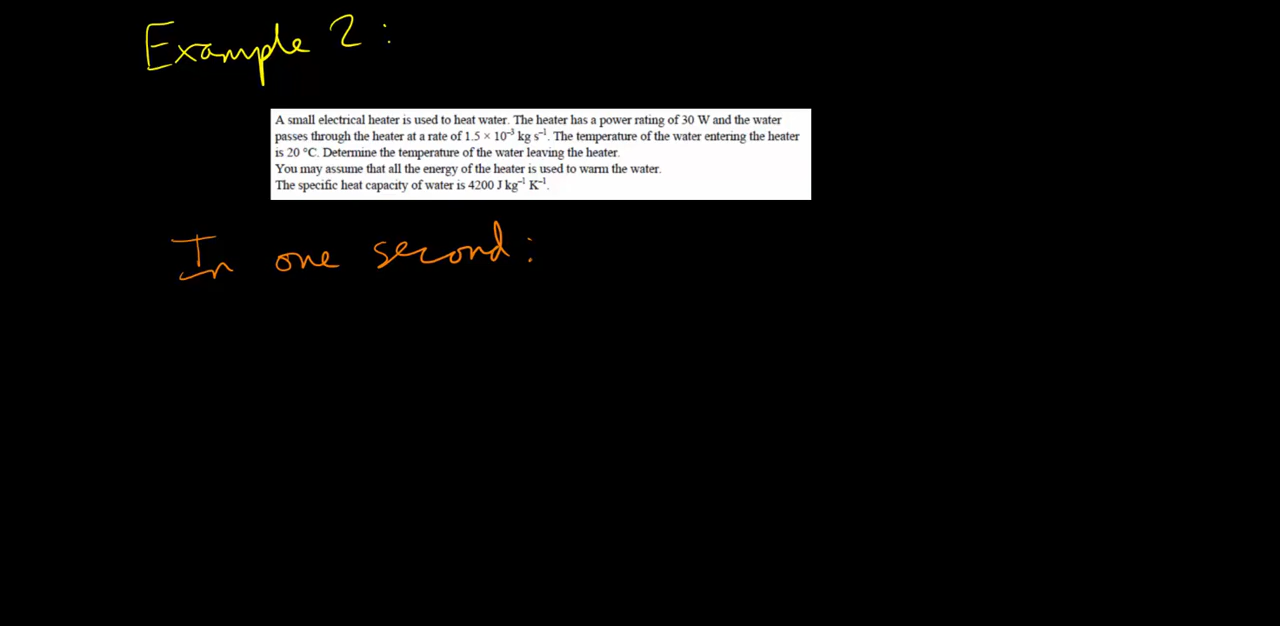 Example 2 :
A small electrical heater is used to heat water. The heater has a power rating of 30 W and the water
passes through the heater at a rate of 1.5 × 10⁻³ kg s⁻¹. The temperature of the water entering the heater
is 20 °C. Determine the temperature of the water leaving the heater.
You may assume that all the energy of the heater is used to warm the water.
The specific heat capacity of water is 4200 J kg⁻¹ K⁻¹.
In one second :